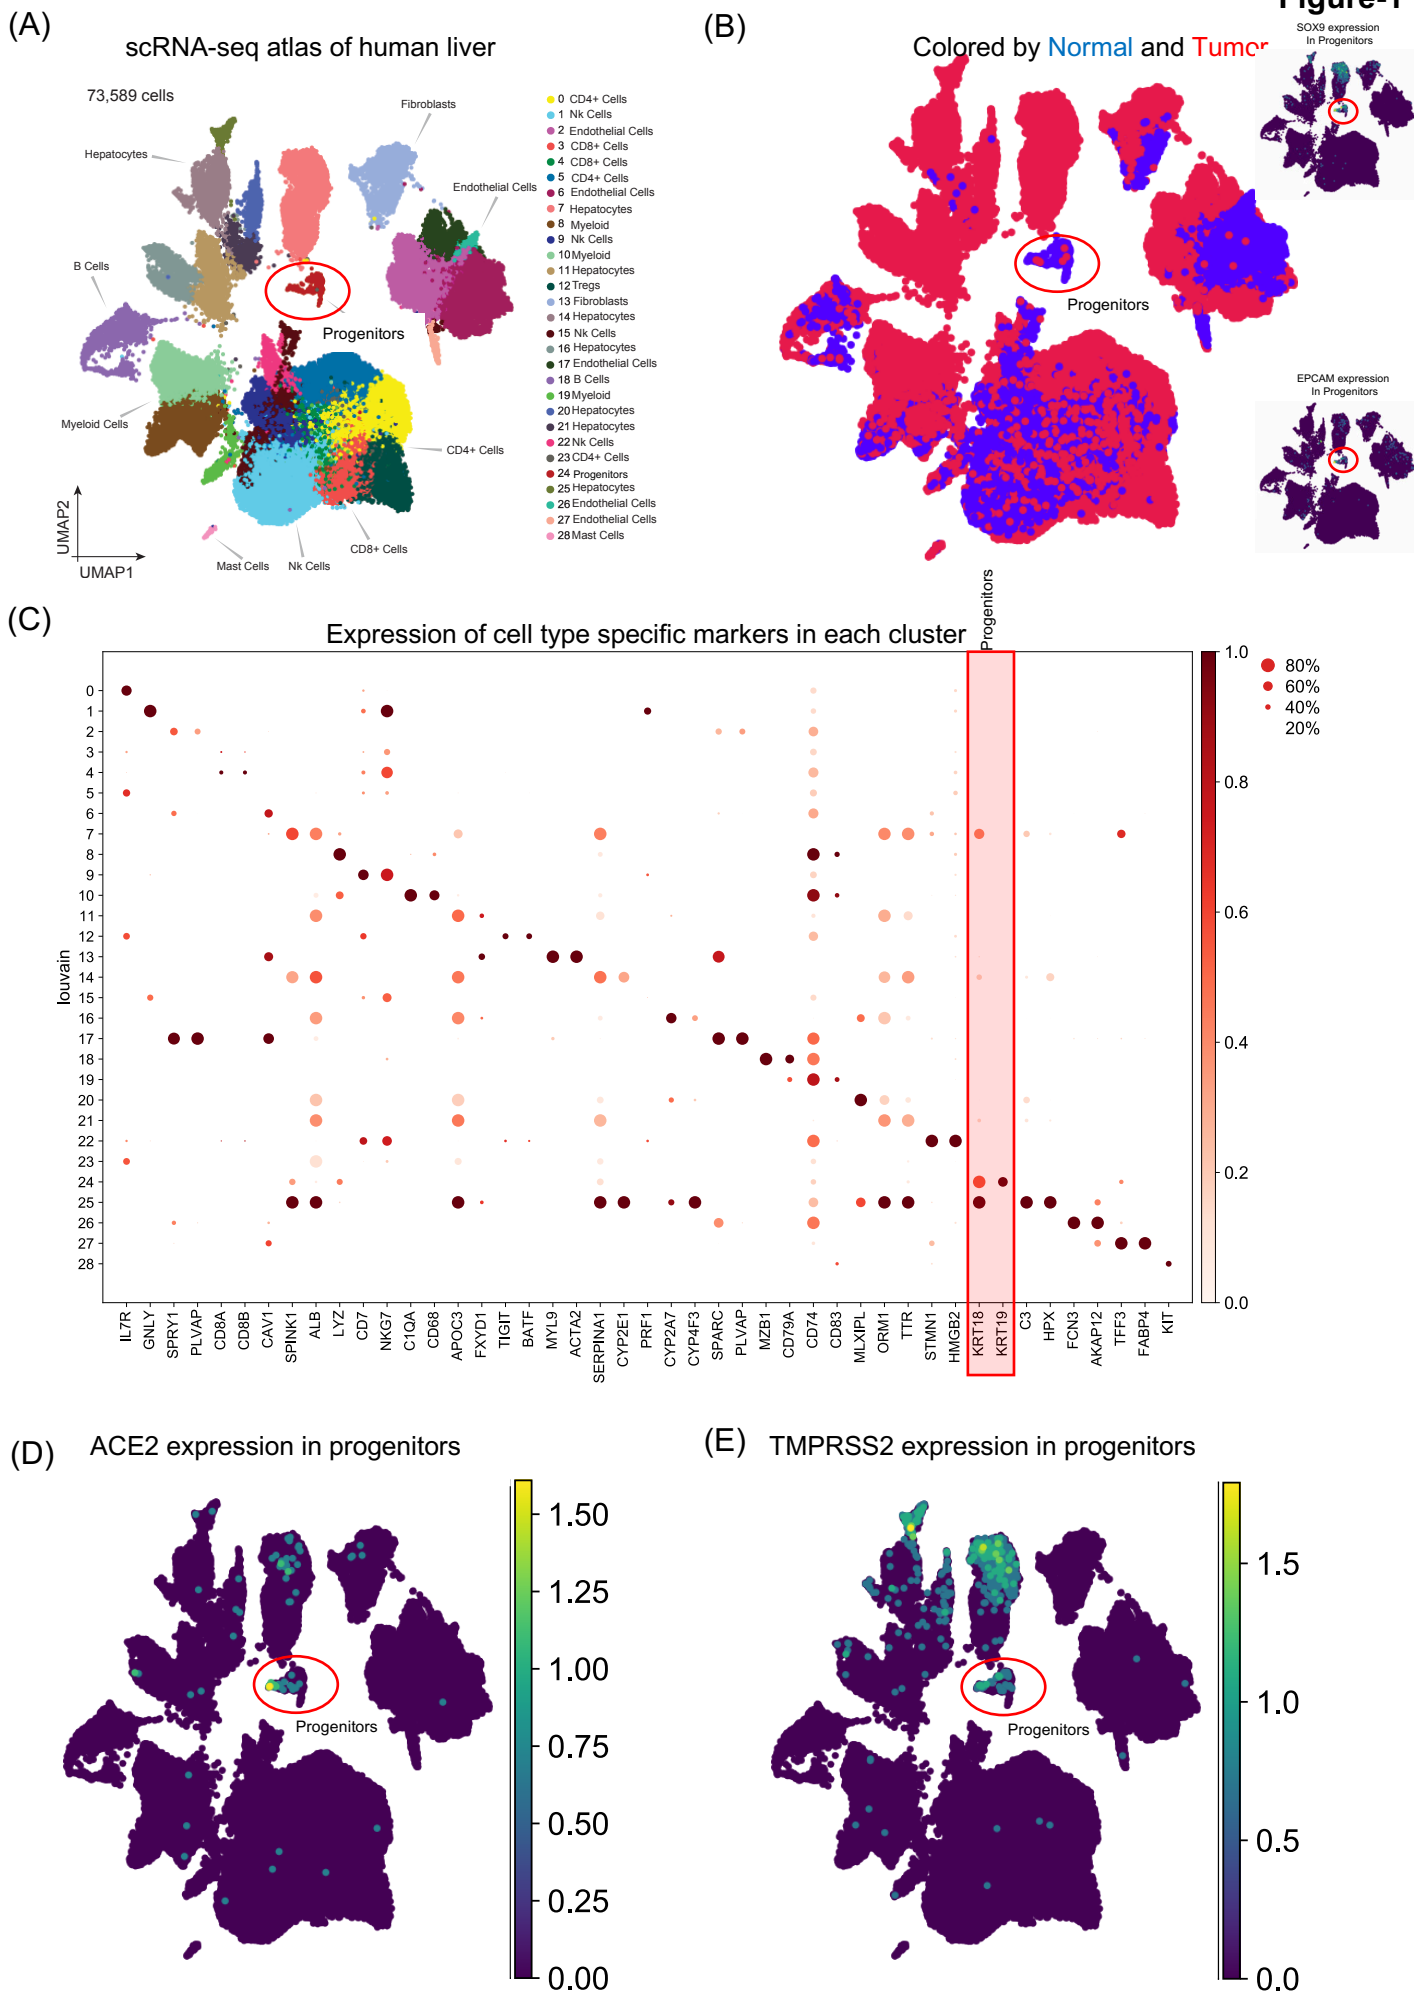 Figure-1
(A)
scRNA-seq atlas of human liver
73,589 cells
Fibroblasts
Hepatocytes
Endothelial Cells
B Cells
Progenitors
Myeloid Cells
CD4+ Cells
CD8+ Cells
Mast Cells
Nk Cells
UMAP2
UMAP1
0 CD4+ Cells
1 Nk Cells
2 Endothelial Cells
3 CD8+ Cells
4 CD8+ Cells
5 CD4+ Cells
6 Endothelial Cells
7 Hepatocytes
8 Myeloid
9 Nk Cells
10 Myeloid
11 Hepatocytes
12 Tregs
13 Fibroblasts
14 Hepatocytes
15 Nk Cells
16 Hepatocytes
17 Endothelial Cells
18 B Cells
19 Myeloid
20 Hepatocytes
21 Hepatocytes
22 Nk Cells
23 CD4+ Cells
24 Progenitors
25 Hepatocytes
26 Endothelial Cells
27 Endothelial Cells
28 Mast Cells
(B)
Colored by Normal and Tumor
Progenitors
SOX9 expression
In Progenitors
EPCAM expression
In Progenitors
(C)
Expression of cell type specific markers in each cluster
Progenitors
louvain
0
1
2
3
4
5
6
7
8
9
10
11
12
13
14
15
16
17
18
19
20
21
22
23
24
25
26
27
28
IL7R
GNLY
SPRY1
PLVAP
CD8A
CD8B
CAV1
SPINK1
ALB
LYZ
CD7
NKG7
C1QA
CD68
APOC3
FXYD1
TIGIT
BATF
MYL9
ACTA2
SERPINA1
CYP2E1
PRF1
CYP2A7
CYP4F3
SPARC
PLVAP
MZB1
CD79A
CD74
CD83
MLXIPL
ORM1
TTR
STMN1
HMGB2
KRT18
KRT19
C3
HPX
FCN3
AKAP12
TFF3
FABP4
KIT
1.0
0.8
0.6
0.4
0.2
0.0
80%
60%
40%
20%
(D)
ACE2 expression in progenitors
Progenitors
1.50
1.25
1.00
0.75
0.50
0.25
0.00
(E)
TMPRSS2 expression in progenitors
Progenitors
1.5
1.0
0.5
0.0